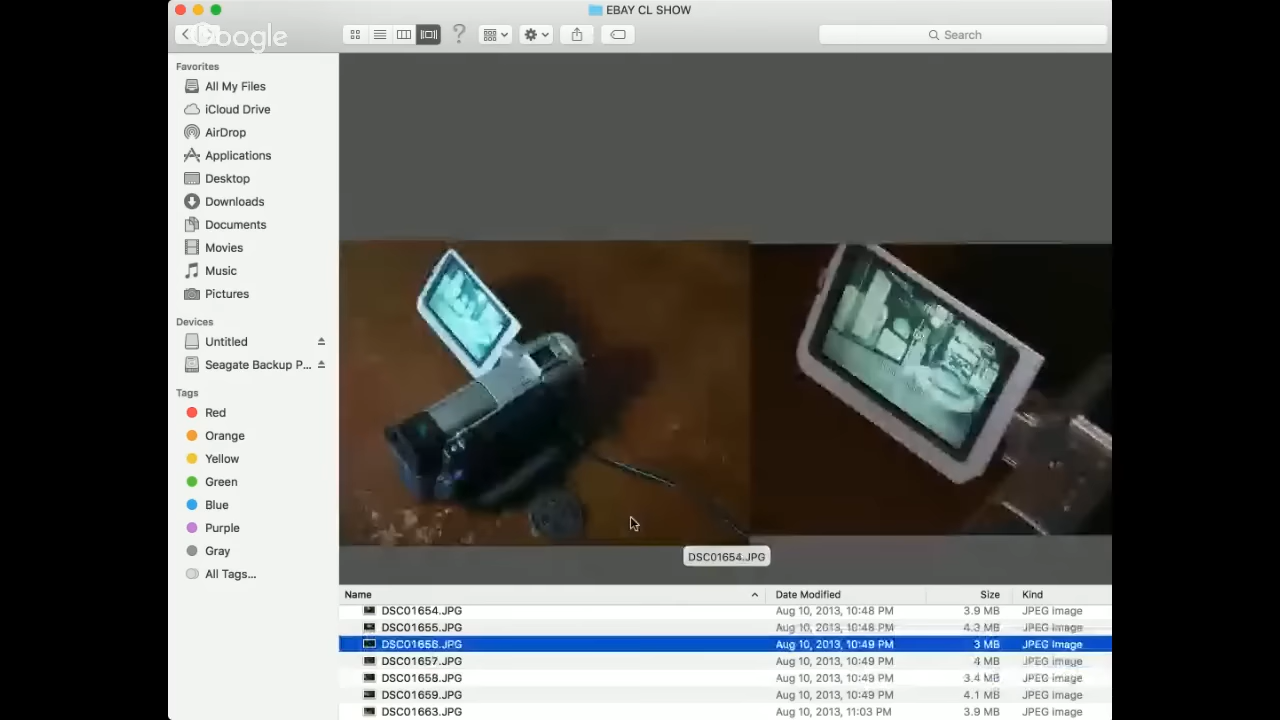 EBAY CL SHOW
Google
Search
Favorites
All My Files
iCloud Drive
AirDrop
Applications
Desktop
Downloads
Documents
Movies
Music
Pictures
Devices
Untitled
Seagate Backup P...
Tags
Red
Orange
Yellow
Green
Blue
Purple
Gray
All Tags...
DSC01654.JPG
Name Date Modified Size Kind
DSC01654.JPG Aug 10, 2013, 10:48 PM 3.9 MB JPEG image
DSC01655.JPG Aug 10, 2013, 10:48 PM 4.3 MB JPEG image
DSC01656.JPG Aug 10, 2013, 10:49 PM 3 MB JPEG image
DSC01657.JPG Aug 10, 2013, 10:49 PM 4 MB JPEG image
DSC01658.JPG Aug 10, 2013, 10:49 PM 3.4 MB JPEG image
DSC01659.JPG Aug 10, 2013, 10:49 PM 4.1 MB JPEG image
DSC01663.JPG Aug 10, 2013, 11:03 PM 3.9 MB JPEG image